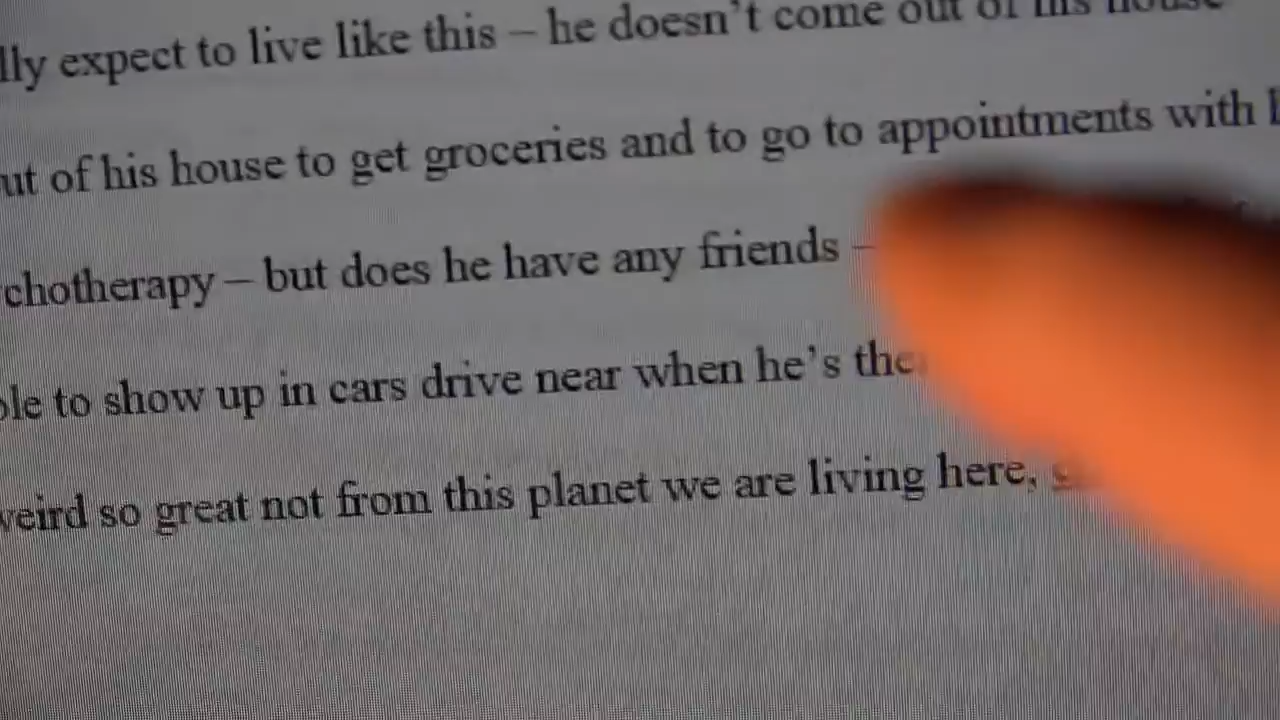 lly expect to live like this – he doesn't come out of his house
ut of his house to get groceries and to go to appointments with
chotherapy – but does he have any friends –
ole to show up in cars drive near when he's the
veird so great not from this planet we are living here,